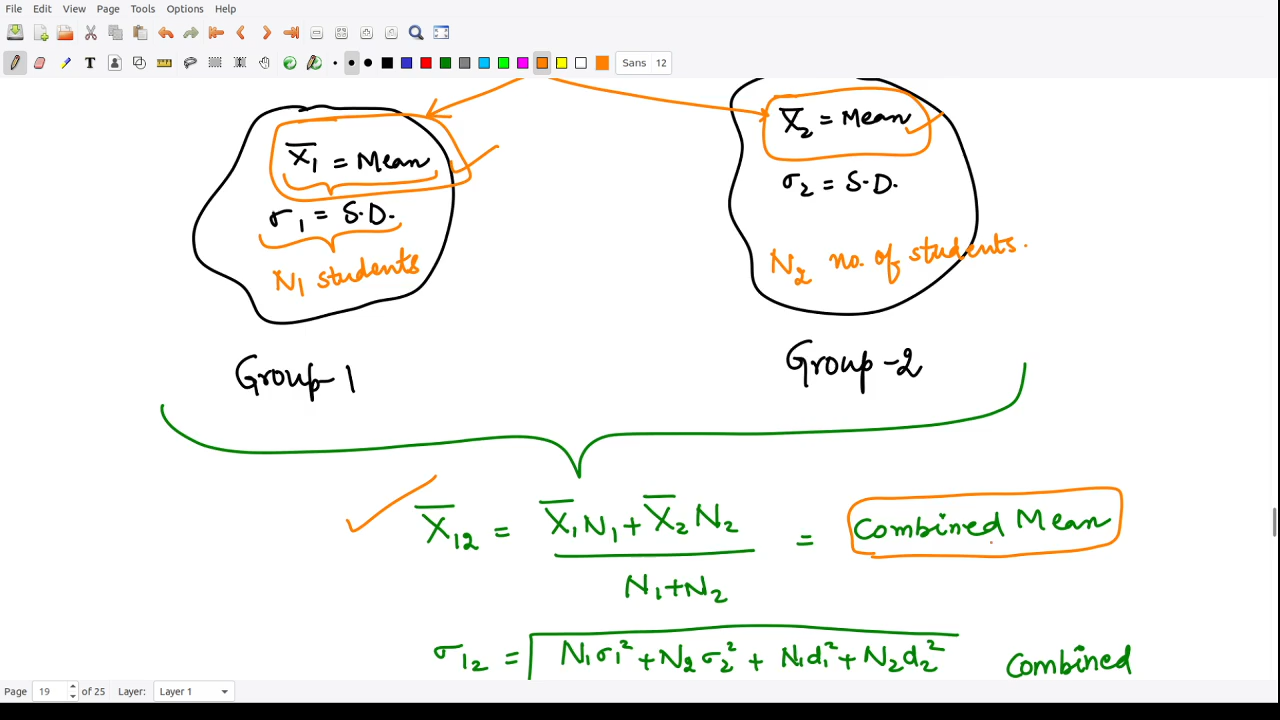 File Edit View Page Tools Options Help
T Sans 12
X̅₁ = Mean
σ₁ = S.D.
N₁ students
X̅₂ = Mean
σ₂ = S.D.
N₂ no. of students.
Group-1
Group-2
X̅₁₂ = X̅₁N₁ + X̅₂N₂ = Combined Mean
N₁+N₂
σ₁₂ = √ N₁σ₁² + N₂σ₂² + N₁d₁² + N₂d₂² Combined
Page 19 of 25 Layer: Layer 1